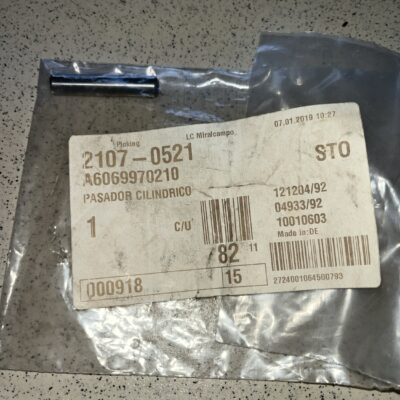 Picking LC Miralcampo 07.01.2019 10:27
2107-0521 STO
A6069970210
PASADOR CILINDRICO
121204/92
1 C/U 04933/92
10010603
Made in:DE
82 11
000918 15
2724001064500793